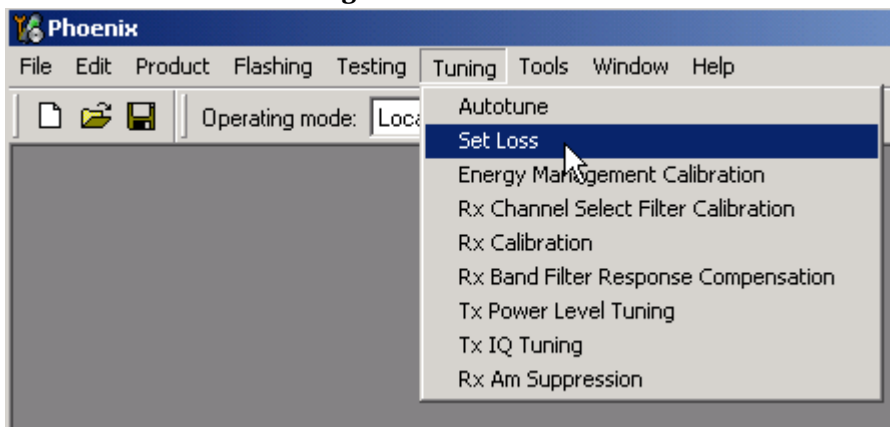 Phoenix
File Edit Product Flashing Testing Tuning Tools Window Help
Operating mode:
Autotune
Set Loss
Energy Management Calibration
Rx Channel Select Filter Calibration
Rx Calibration
Rx Band Filter Response Compensation
Tx Power Level Tuning
Tx IQ Tuning
Rx Am Suppression